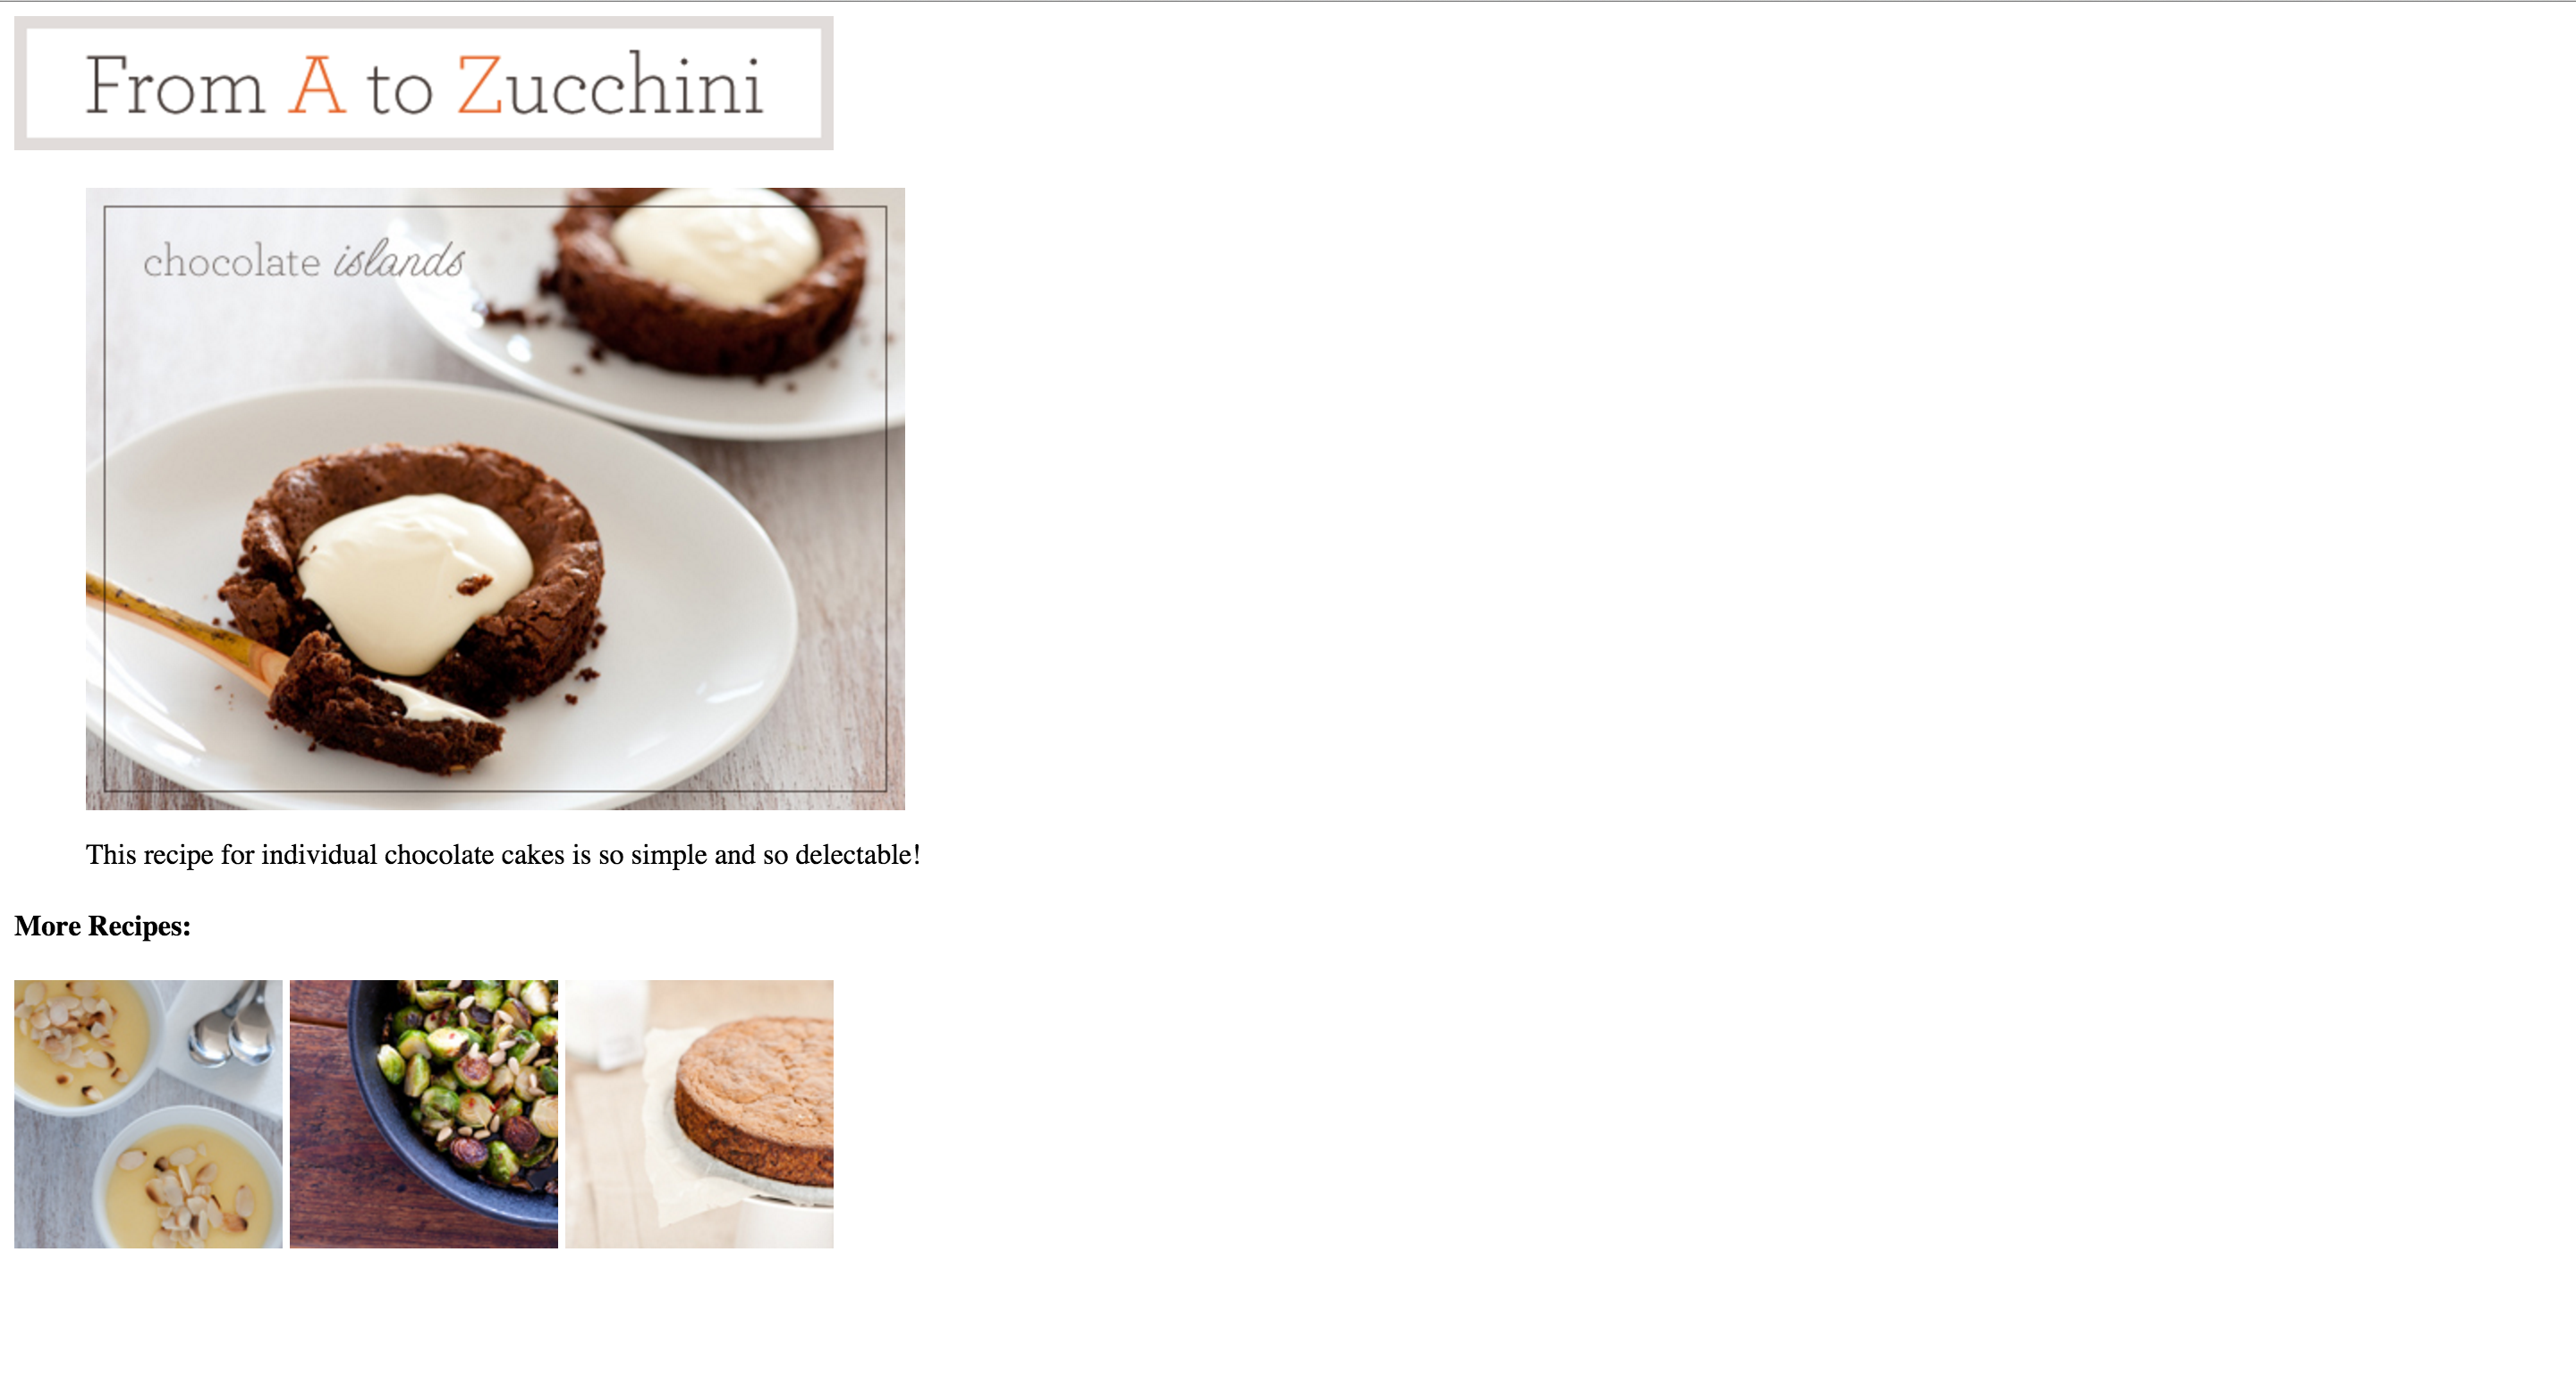 From A to Zucchini
chocolate islands
This recipe for individual chocolate cakes is so simple and so delectable!
More Recipes: